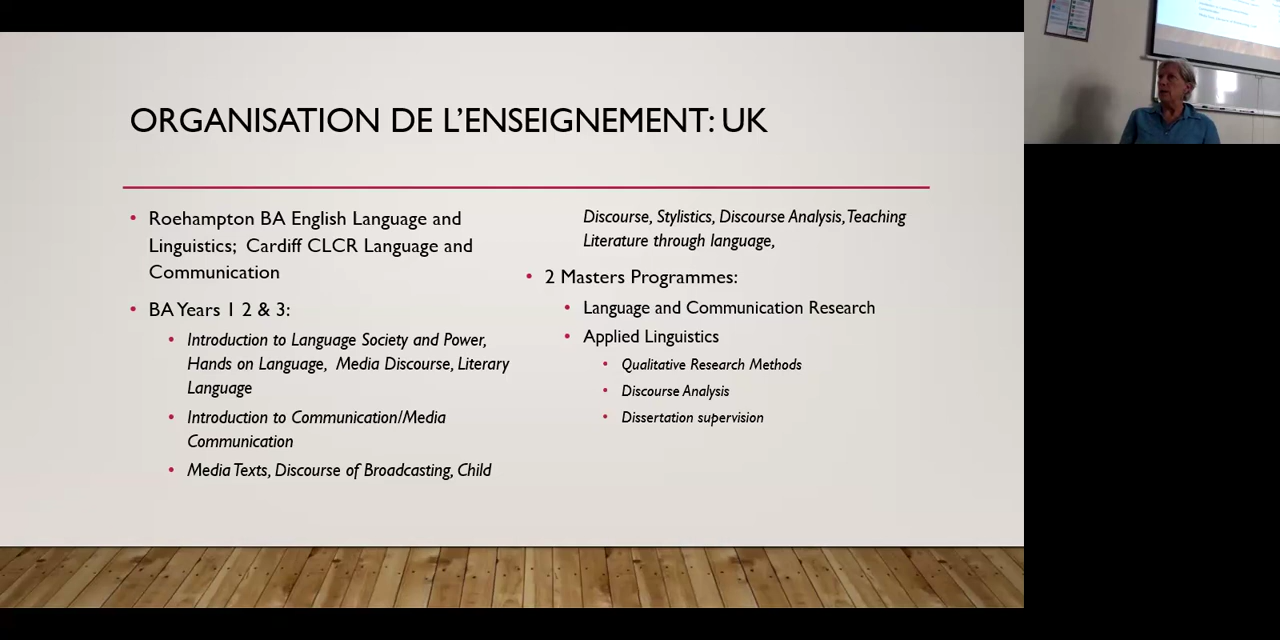 ORGANISATION DE L'ENSEIGNEMENT: UK
• Roehampton BA English Language and
Linguistics; Cardiff CLCR Language and
Communication
• BA Years 1 2 & 3:
• Introduction to Language Society and Power,
Hands on Language, Media Discourse, Literary
Language
• Introduction to Communication/Media
Communication
• Media Texts, Discourse of Broadcasting, Child
Discourse, Stylistics, Discourse Analysis, Teaching
Literature through language,
• 2 Masters Programmes:
• Language and Communication Research
• Applied Linguistics
• Qualitative Research Methods
• Discourse Analysis
• Dissertation supervision